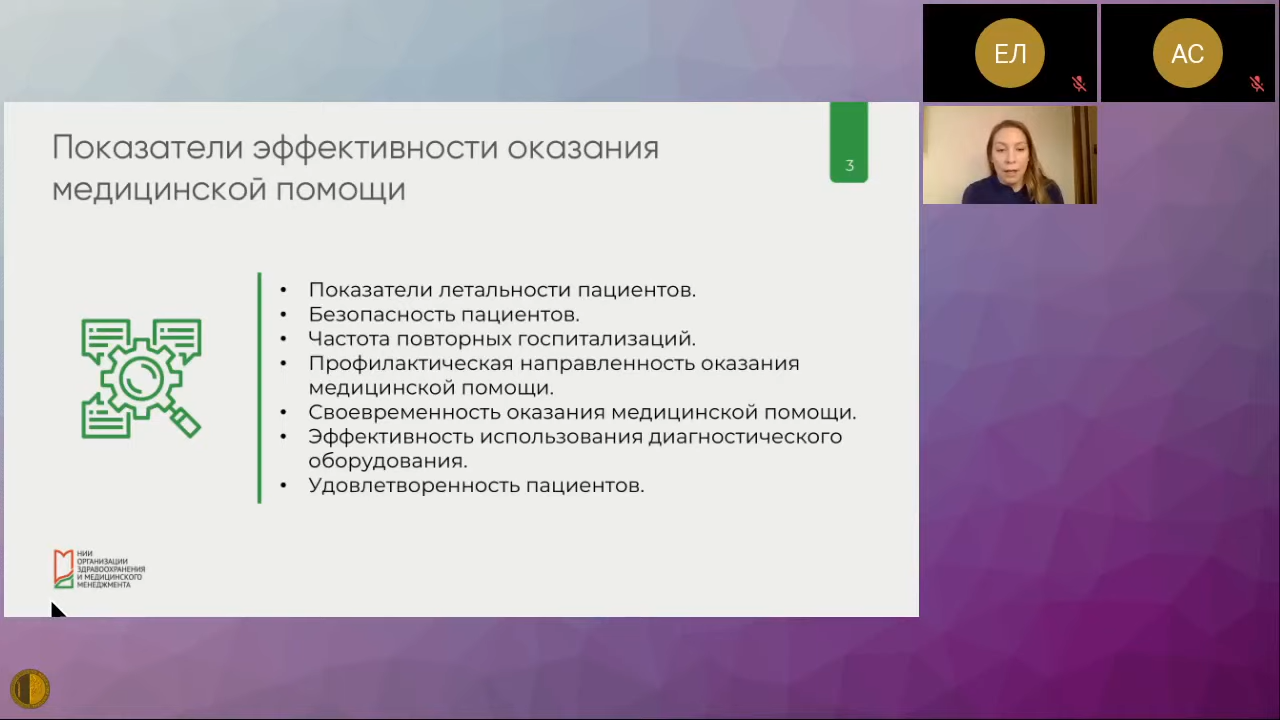 Показатели эффективности оказания
медицинской помощи
3
• Показатели летальности пациентов.
• Безопасность пациентов.
• Частота повторных госпитализаций.
• Профилактическая направленность оказания
медицинской помощи.
• Своевременность оказания медицинской помощи.
• Эффективность использования диагностического
оборудования.
• Удовлетворенность пациентов.
НИИ
ОРГАНИЗАЦИИ
ЗДРАВООХРАНЕНИЯ
И МЕДИЦИНСКОГО
МЕНЕДЖМЕНТА
ЕЛ
АС